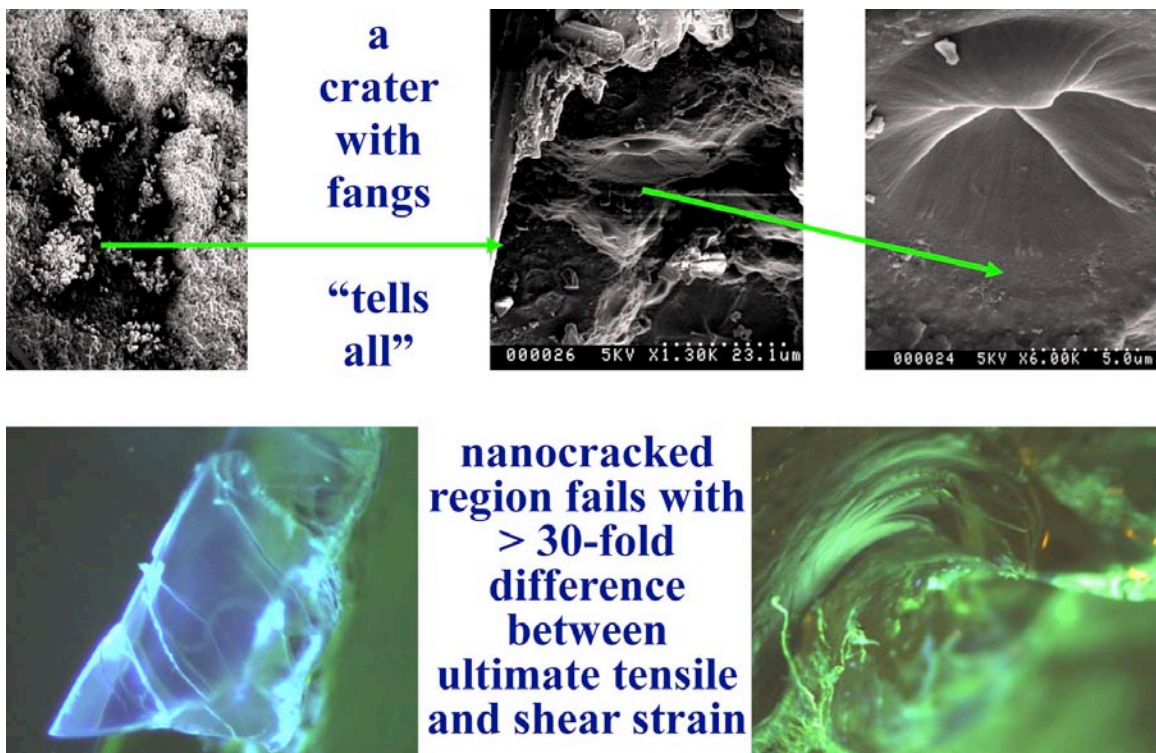 a
crater
with
fangs
“tells
all”
000026 5KV X1.30K 23.1um
000024 5KV X6.00K 5.0um
nanocracked
region fails with
> 30-fold
difference
between
ultimate tensile
and shear strain